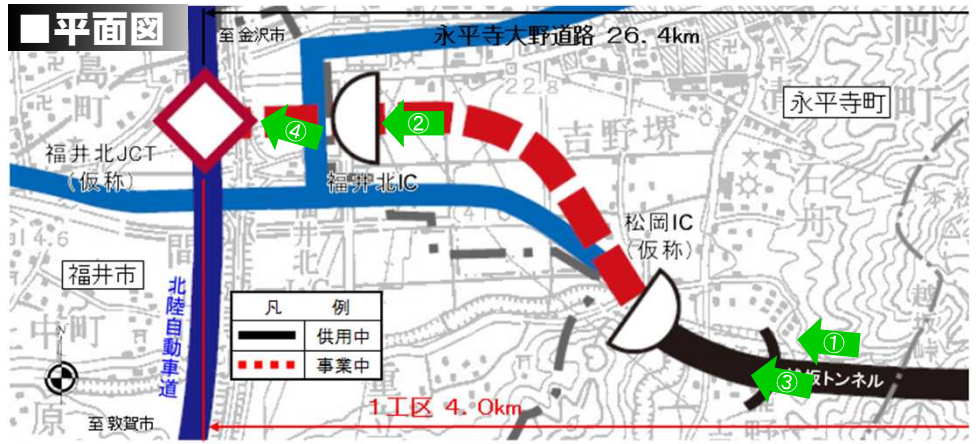 ■平面図
至 金沢市
永平寺大野道路 26.4km
永平寺町
④
②
22.8
吉野堺
福井北JCT
(仮称)
福井北IC
松岡IC
(仮称)
福井市
北陸自動車道
凡 例
供用中
事業中
①
③
坂トンネル
1工区 4.0km
至 敦賀市